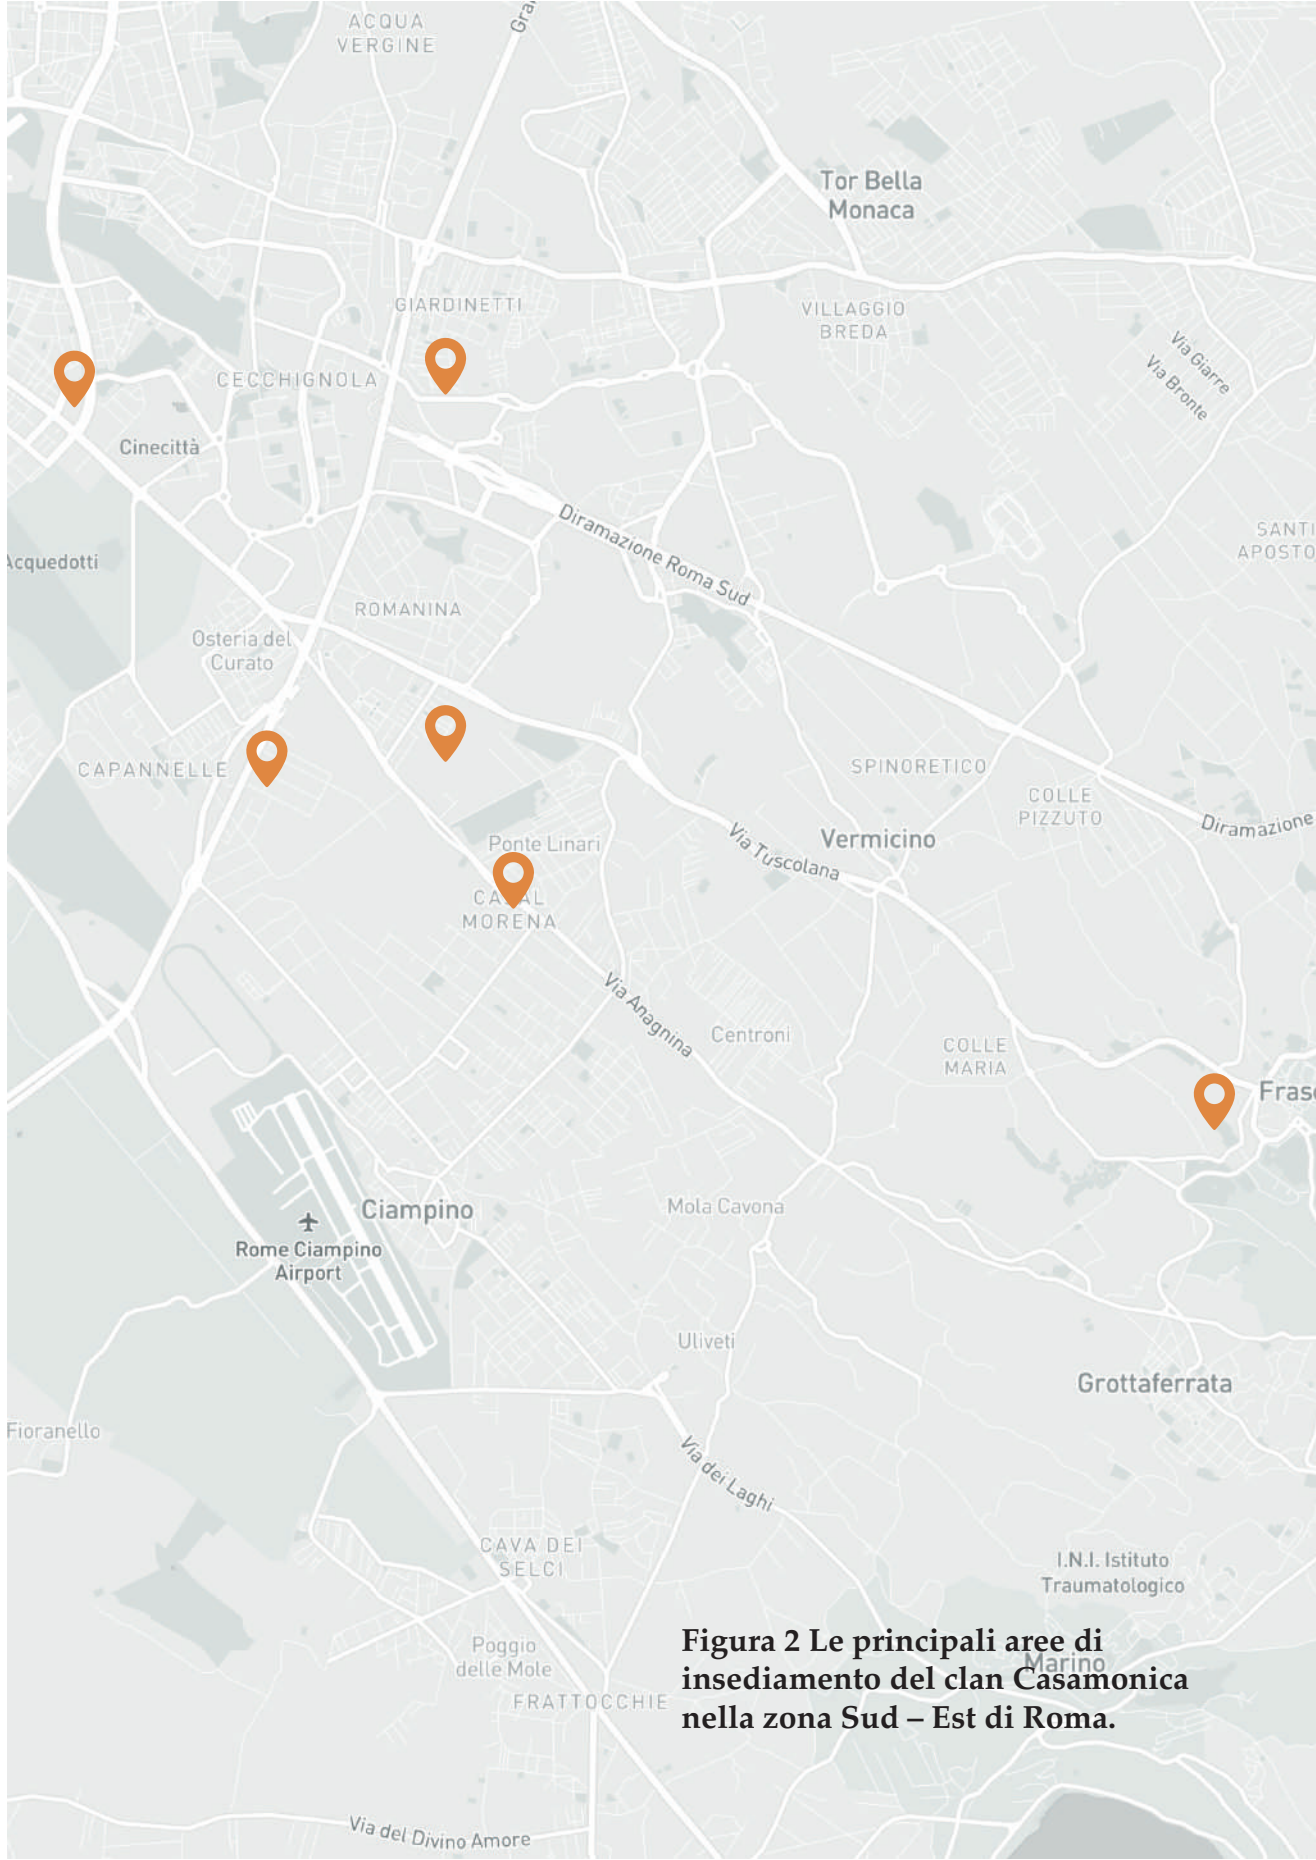 ACQUA
VERGINE
Gra
Tor Bella
Monaca
GIARDINETTI
VILLAGGIO
BREDA
Via Giarre
Via Bronte
CECCHIGNOLA
Cinecittà
Diramazione Roma Sud
SANTI
APOSTO
Acquedotti
ROMANINA
Osteria del
Curato
CAPANNELLE
SPINORETICO
COLLE
PIZZUTO
Diramazione
Vermicino
Via Tuscolana
Ponte Linari
CASAL
MORENA
Via Anagnina
Centroni
COLLE
MARIA
Frasc
Ciampino
Mola Cavona
Rome Ciampino
Airport
Uliveti
Grottaferrata
Fioranello
Via dei Laghi
CAVA DEI
SELCI
I.N.I. Istituto
Traumatologico
Poggio
delle Mole
Marino
FRATTOCCHIE
Figura 2 Le principali aree di
insediamento del clan Casamonica
nella zona Sud – Est di Roma.
Via del Divino Amore